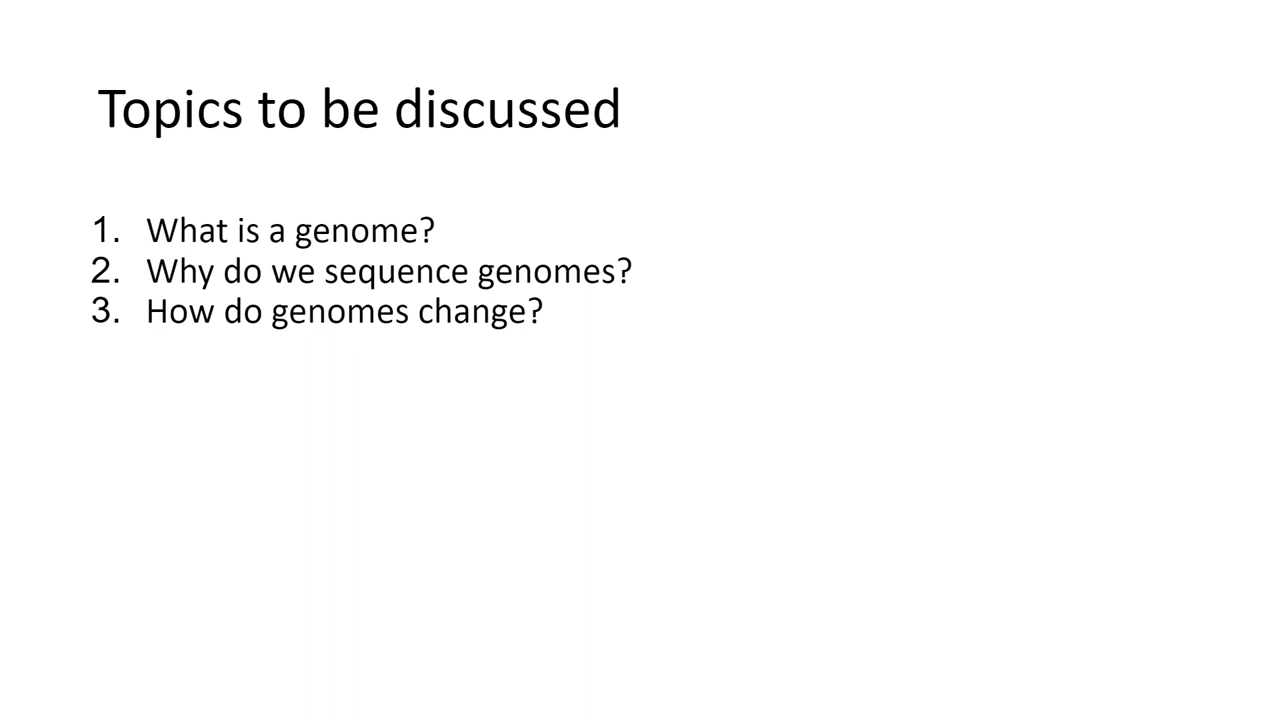 Topics to be discussed
1. What is a genome?
2. Why do we sequence genomes?
3. How do genomes change?